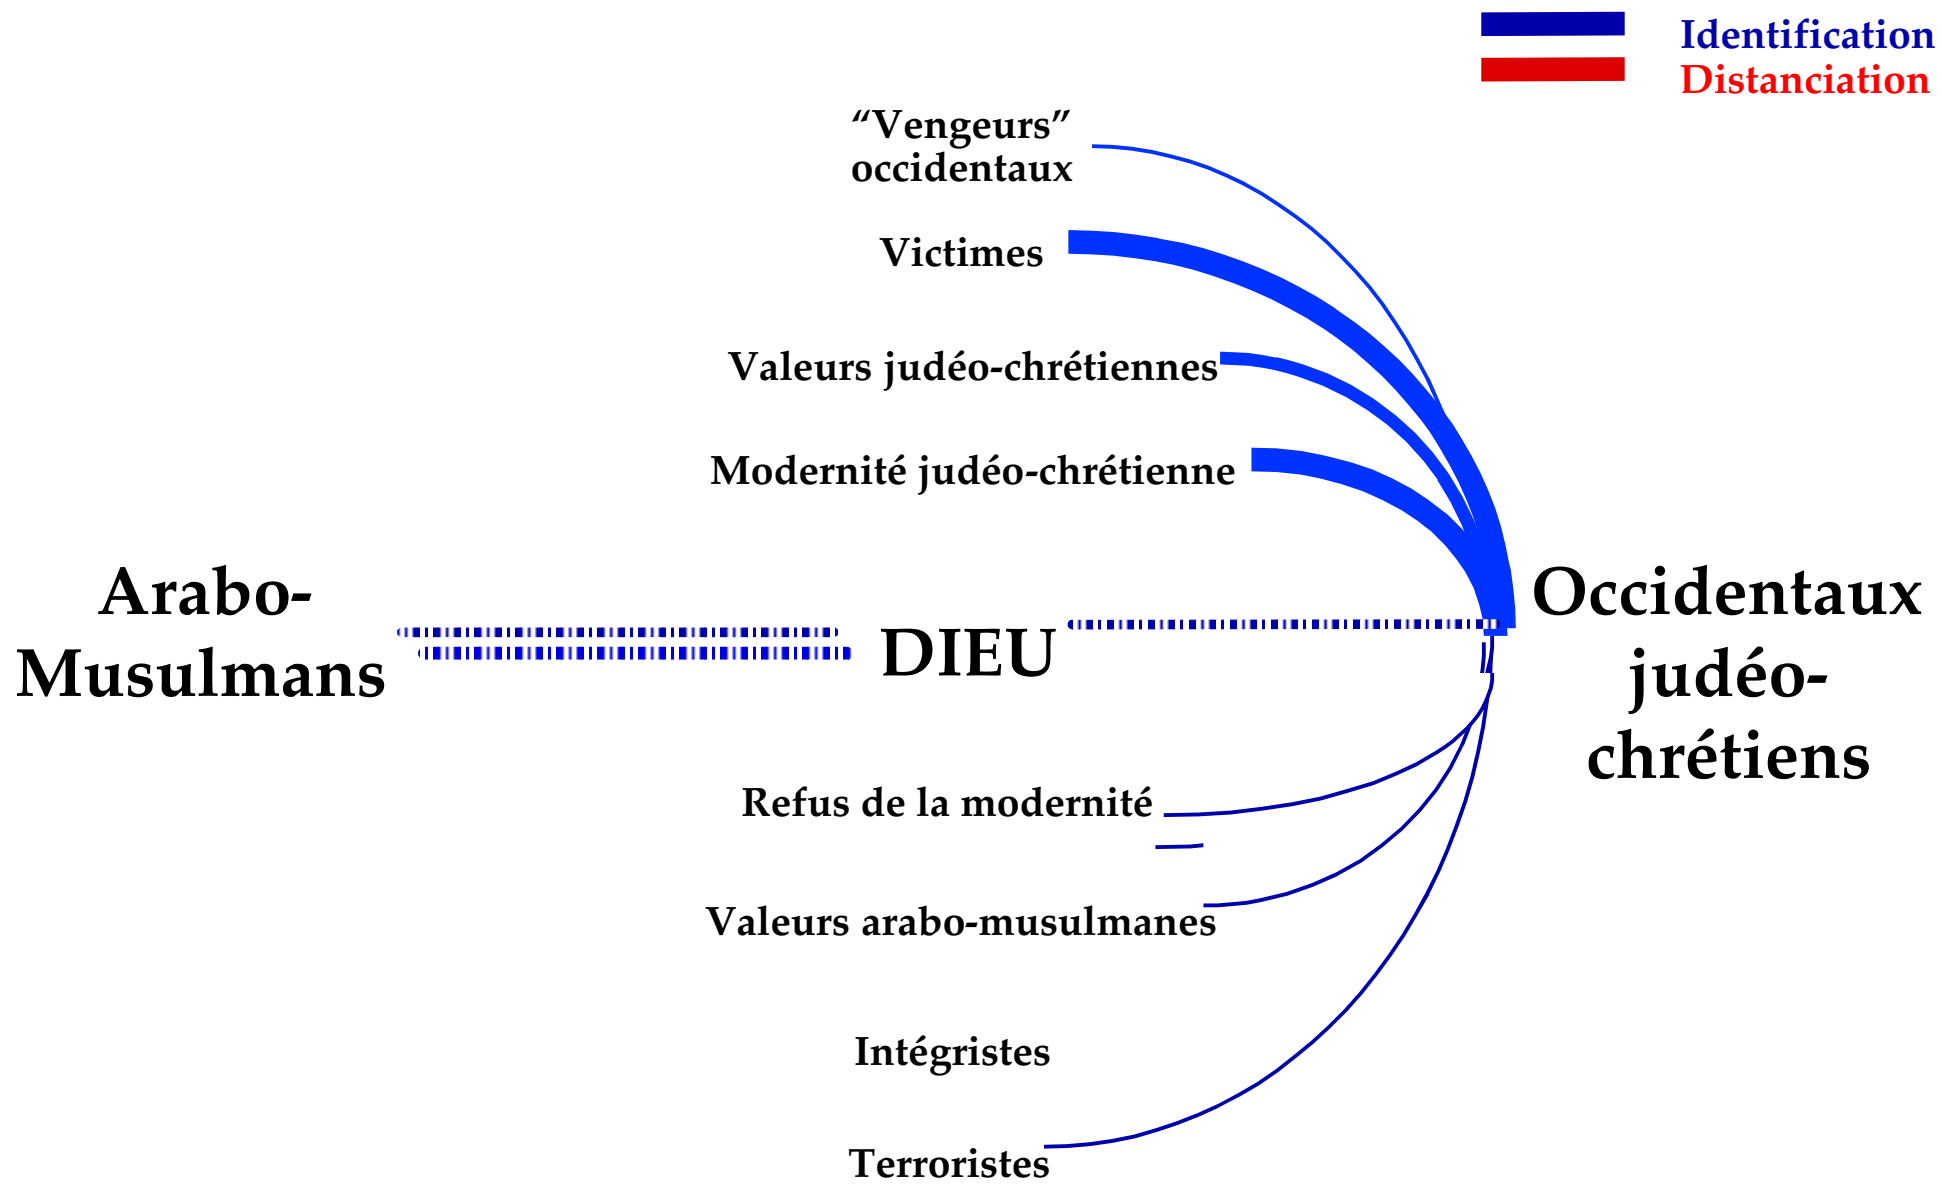 Identification
Distanciation
“Vengeurs”
occidentaux
Victimes
Valeurs judéo-chrétiennes
Modernité judéo-chrétienne
Arabo-
Musulmans
DIEU
Occidentaux
judéo-
chrétiens
Refus de la modernité
Valeurs arabo-musulmanes
Intégristes
Terroristes